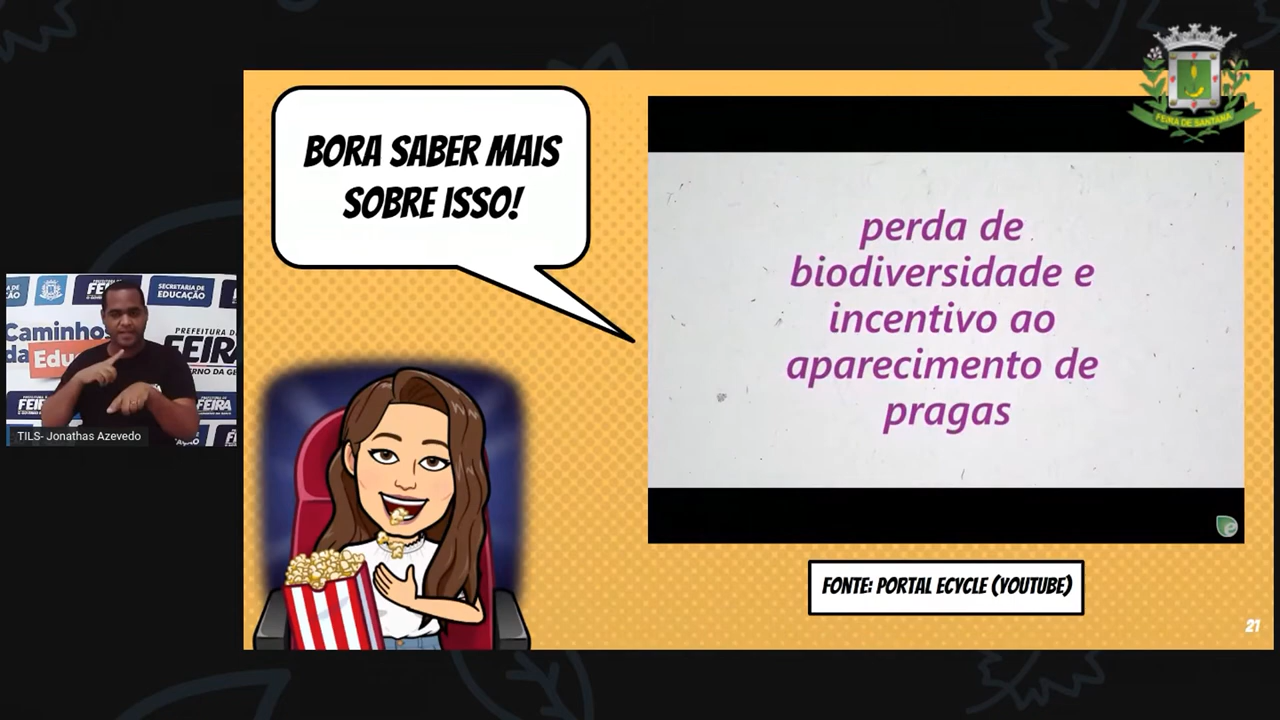 FEIRA DE SANTANA
BORA SABER MAIS
SOBRE ISSO!
perda de
biodiversidade e
incentivo ao
aparecimento de
pragas
SECRETARIA DE
EDUCAÇÃO
Caminhos
da Edu
PREFEITURA D
FEIRA
FEIRA
TILS- Jonathas Azevedo
FONTE: PORTAL ECYCLE (YOUTUBE)
21